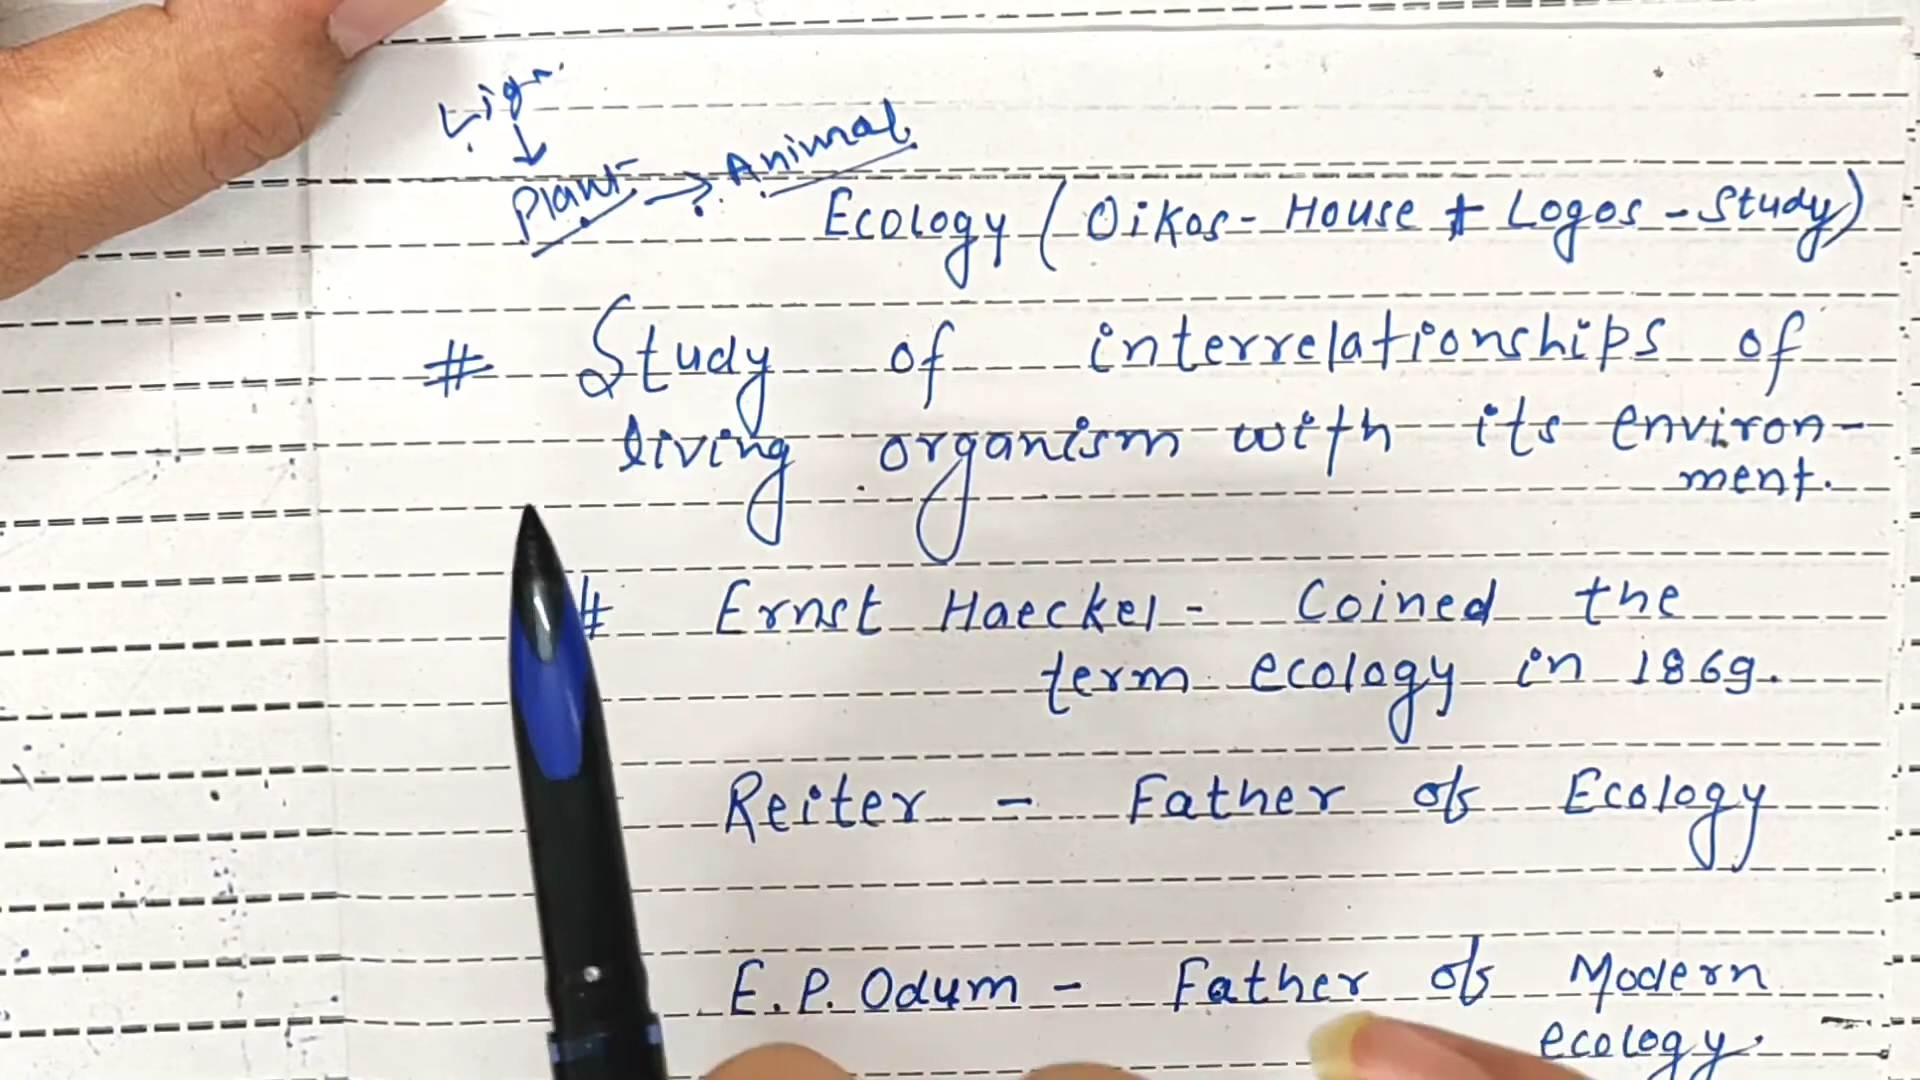 Plant → Animal
Ecology (Oikos - House + Logos - Study)
# Study of interrelationships of
living organism with its environ-
ment.
# Ernst Haeckel - Coined the
term ecology in 1869.
Reiter - Father of Ecology
E. P. Odum - Father of Modern
ecology.